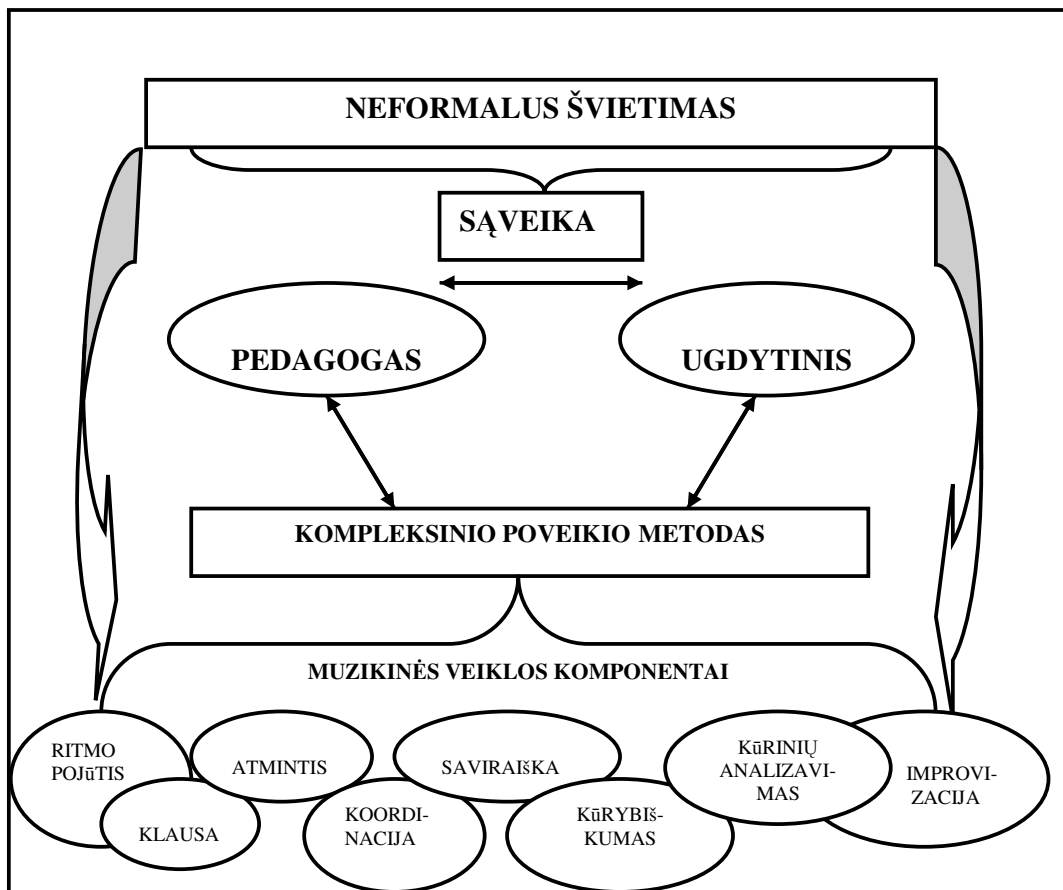 NEFORMALUS ŠVIETIMAS
SĄVEIKA
PEDAGOGAS
UGDYTINIS
KOMPLEKSINIO POVEIKIO METODAS
MUZIKINĖS VEIKLOS KOMPONENTAI
RITMO
POJūTIS
KLAUSA
ATMINTIS
KOORDI-
NACIJA
SAVIRAIšKA
KūRYBIš-
KUMAS
KūRINIŲ
ANALIZAVI-
MAS
IMPROVI-
ZACIJA